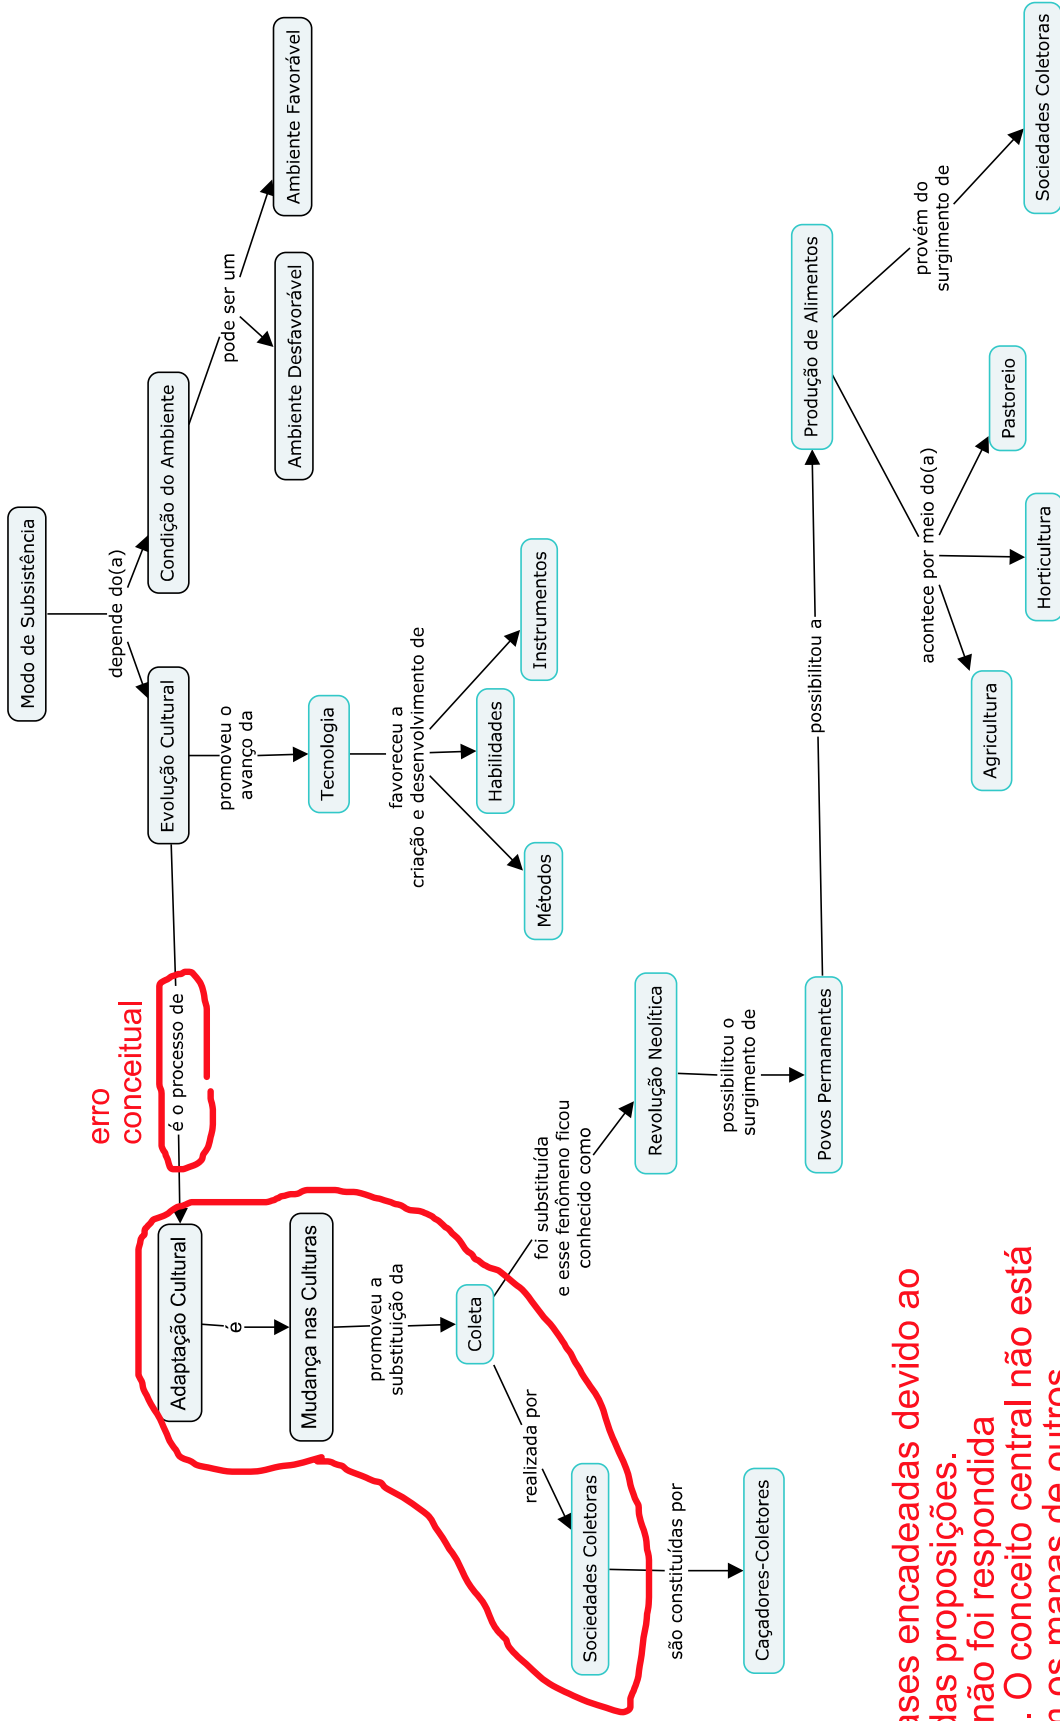 Modo de Subsistência
depende do(a)
Evolução Cultural
Condição do Ambiente
pode ser um
Ambiente Desfavorável
Ambiente Favorável
promoveu o
avanço da
Tecnologia
favoreceu a
criação e desenvolvimento de
Métodos
Habilidades
Instrumentos
erro
conceitual
é o processo de
Adaptação Cultural
é
Mudança nas Culturas
promoveu a
substituição da
Coleta
realizada por
Sociedades Coletoras
são constituídas por
Caçadores-Coletores
foi substituída
e esse fenômeno ficou
conhecido como
Revolução Neolítica
possibilitou o
surgimento de
Povos Permanentes
possibilitou a
Produção de Alimentos
acontece por meio do(a)
Agricultura
Horticultura
Pastoreio
provém do
surgimento de
Sociedades Coletoras
encadeadas devido ao
das proposições.
não foi respondida
. O conceito central não está
os mapas de outros